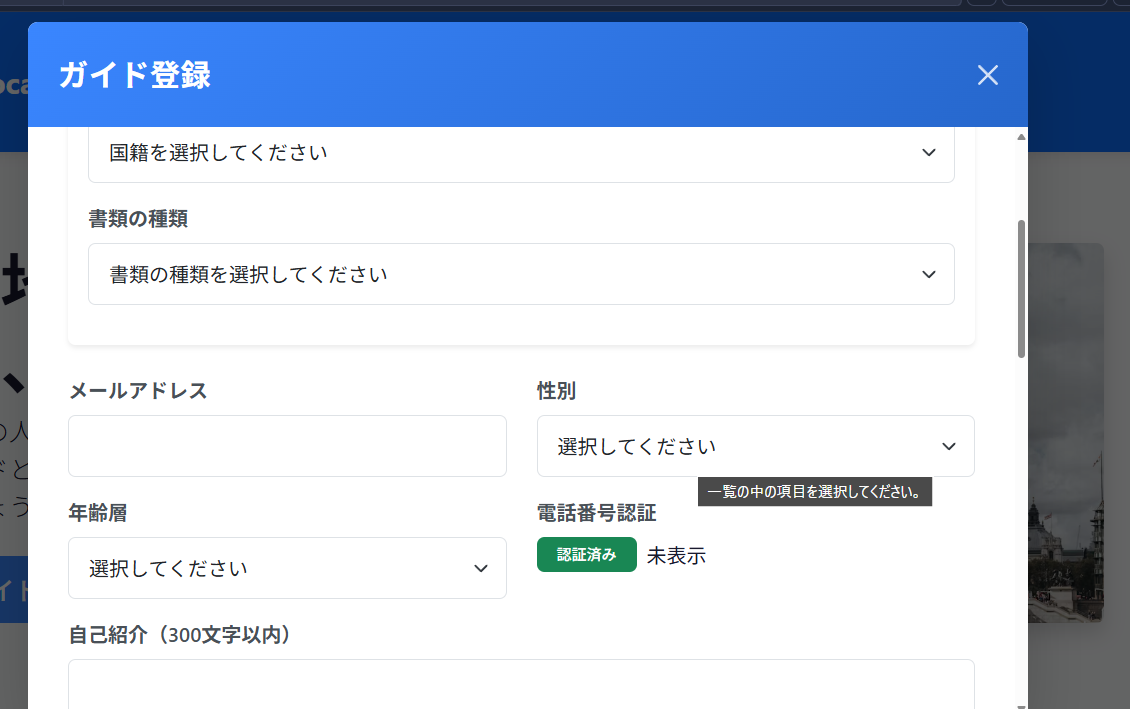 ガイド登録
国籍を選択してください
書類の種類
書類の種類を選択してください
メールアドレス
性別
選択してください
一覧の中の項目を選択してください。
年齢層
電話番号認証
選択してください
認証済み 未表示
自己紹介（300文字以内）